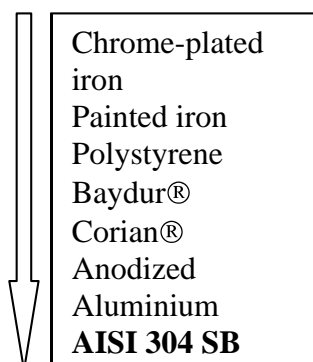 Chrome-plated
iron
Painted iron
Polystyrene
Baydur®
Corian®
Anodized
Aluminium
AISI 304 SB